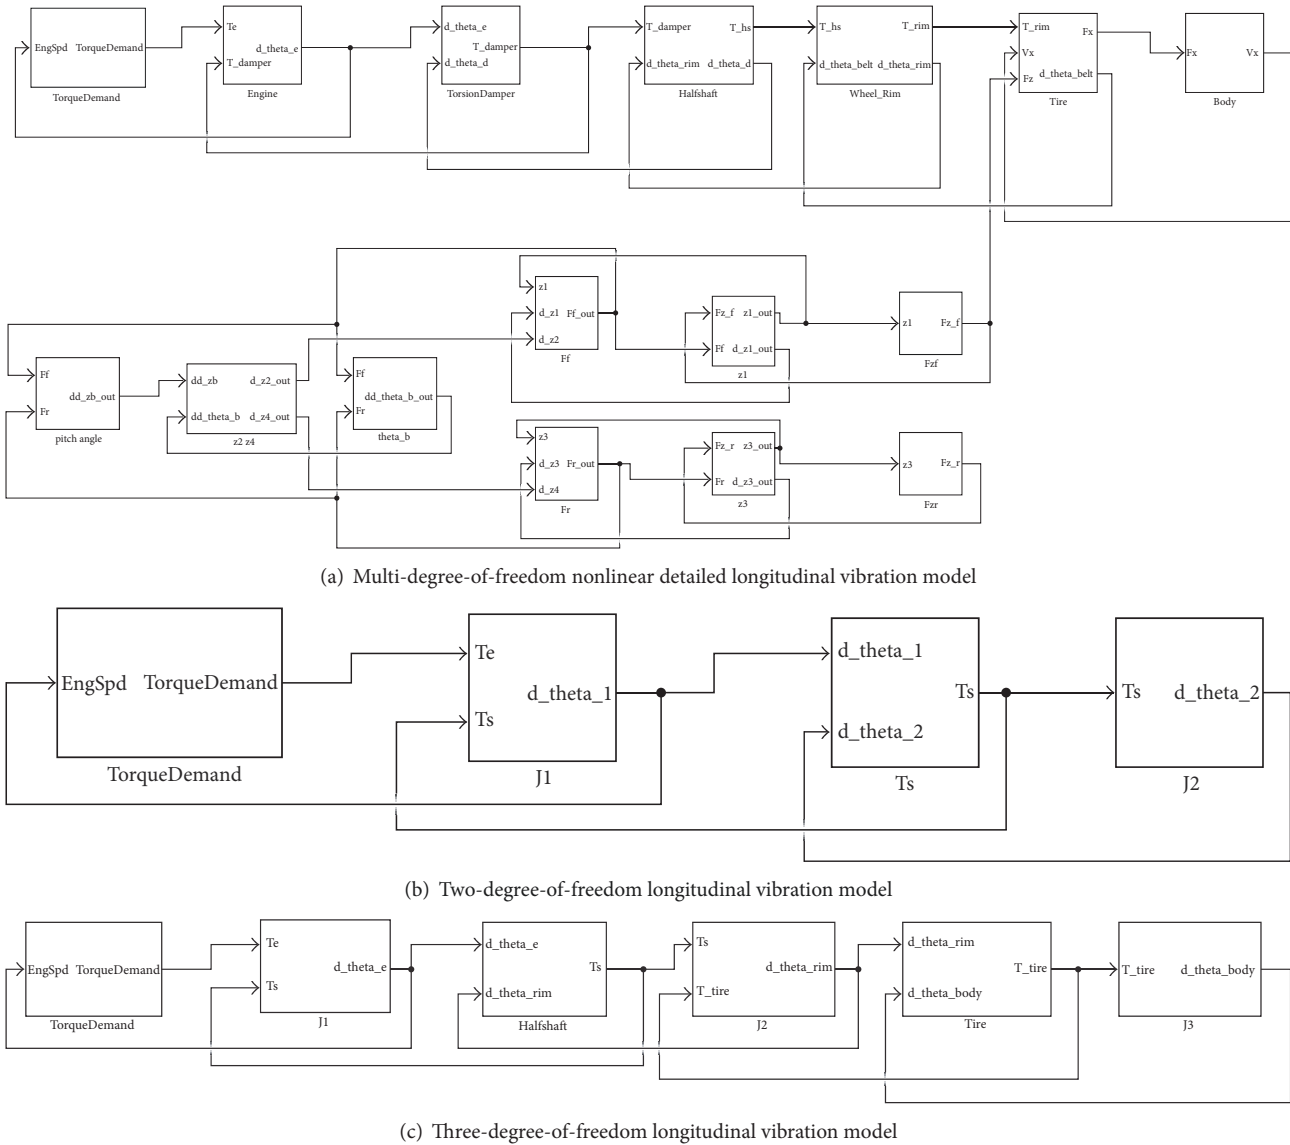 EngSpd TorqueDemand
TorqueDemand
Te
d_theta_e
T_damper
Engine
d_theta_e
T_damper
d_theta_d
TorsionDamper
T_damper T_hs
d_theta_rim d_theta_d
Halfshaft
T_hs T_rim
d_theta_belt d_theta_rim
Wheel_Rim
T_rim
Fx
Vx
d_theta_belt
Fz
Tire
Fx Vx
Body
z1
d_z1 Ff_out
d_z2
Ff
Fz_f z1_out
Ff d_z1_out
z1
z1 Fz_f
Fzf
Ff
dd_zb_out
Fr
pitch angle
dd_zb d_z2_out
dd_theta_b d_z4_out
z2 z4
Ff
dd_theta_b_out
Fr
theta_b
z3
d_z3 Fr_out
d_z4
Fr
Fz_r z3_out
Fr d_z3_out
z3
z3 Fz_r
Fzr
(a) Multi-degree-of-freedom nonlinear detailed longitudinal vibration model
EngSpd TorqueDemand
TorqueDemand
Te
d_theta_1
Ts
J1
d_theta_1
Ts
d_theta_2
Ts
Ts d_theta_2
J2
(b) Two-degree-of-freedom longitudinal vibration model
EngSpd TorqueDemand
TorqueDemand
Te
d_theta_e
Ts
J1
d_theta_e
Ts
d_theta_rim
Halfshaft
Ts
d_theta_rim
T_tire
J2
d_theta_rim
T_tire
d_theta_body
Tire
T_tire d_theta_body
J3
(c) Three-degree-of-freedom longitudinal vibration model